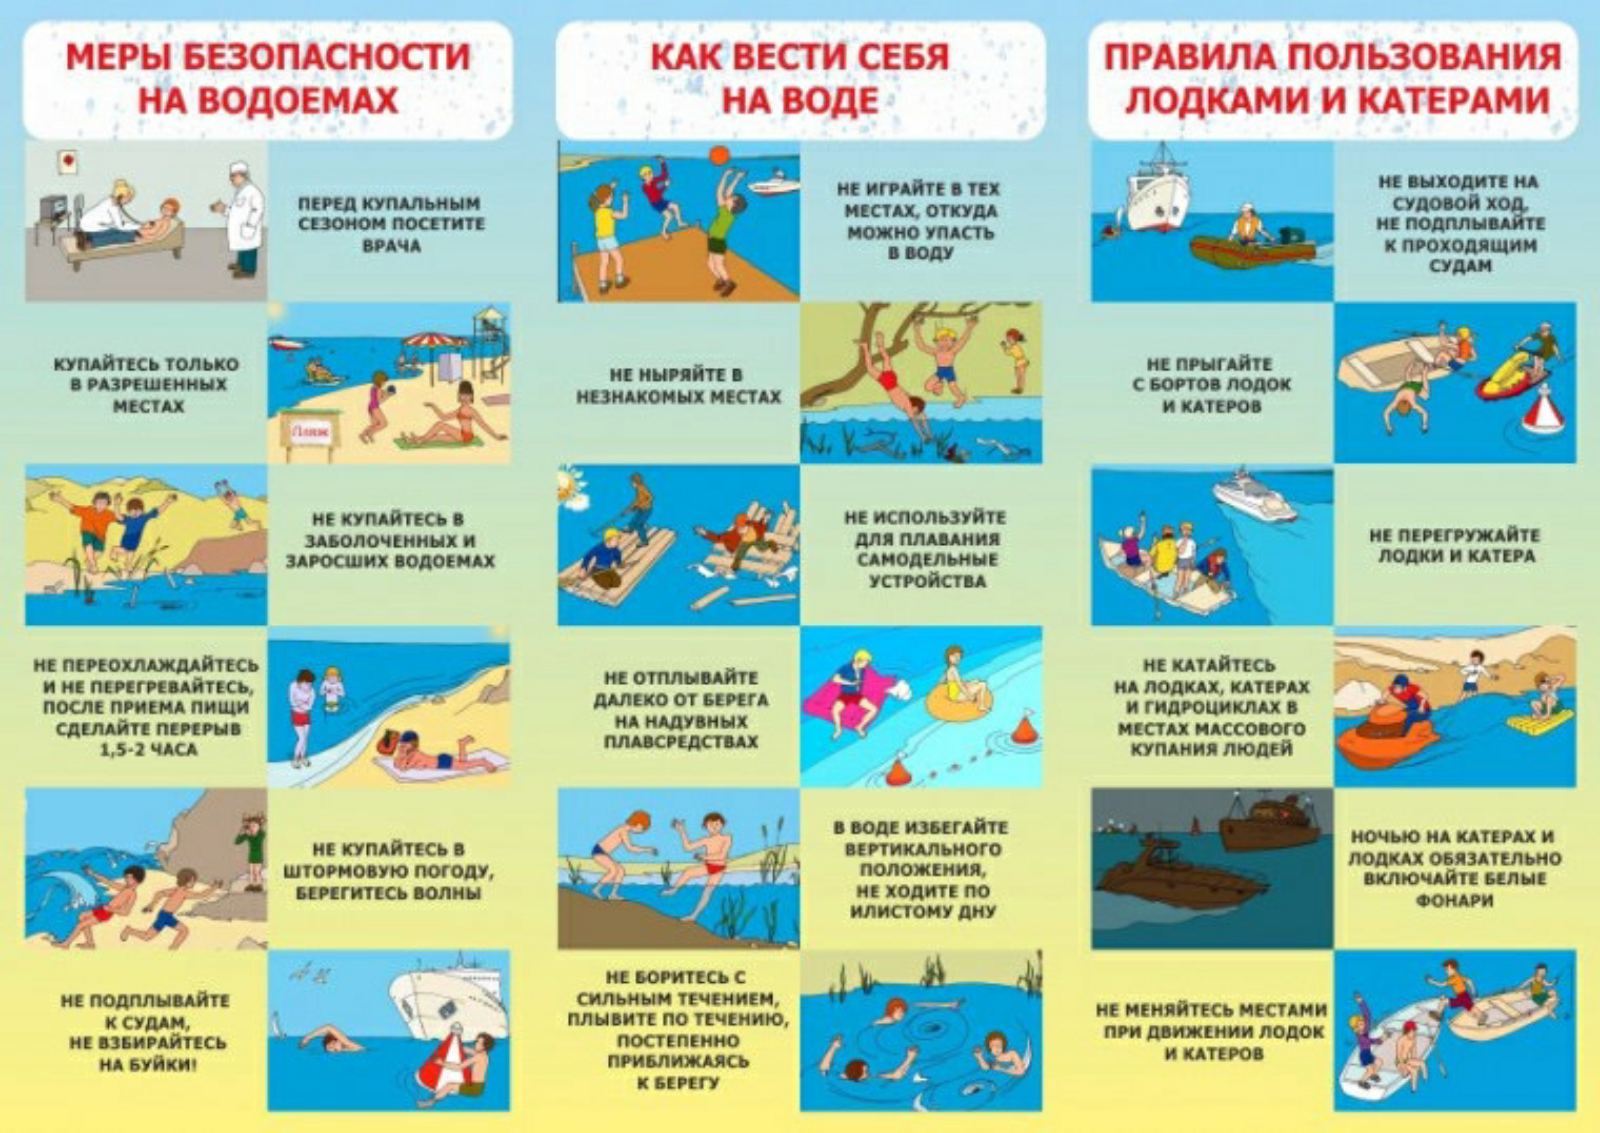 МЕРЫ БЕЗОПАСНОСТИ
НА ВОДОЕМАХ
ПЕРЕД КУПАЛЬНЫМ
СЕЗОНОМ ПОСЕТИТЕ
ВРАЧА
КУПАЙТЕСЬ ТОЛЬКО
В РАЗРЕШЕННЫХ
МЕСТАХ
Пляж
НЕ КУПАЙТЕСЬ В
ЗАБОЛОЧЕННЫХ И
ЗАРОСШИХ ВОДОЕМАХ
НЕ ПЕРЕОХЛАЖДАЙТЕСЬ
И НЕ ПЕРЕГРЕВАЙТЕСЬ,
ПОСЛЕ ПРИЕМА ПИЩИ
СДЕЛАЙТЕ ПЕРЕРЫВ
1,5-2 ЧАСА
НЕ КУПАЙТЕСЬ В
ШТОРМОВУЮ ПОГОДУ,
БЕРЕГИТЕСЬ ВОЛНЫ
НЕ ПОДПЛЫВАЙТЕ
К СУДАМ,
НЕ ВЗБИРАЙТЕСЬ
НА БУЙКИ!
КАК ВЕСТИ СЕБЯ
НА ВОДЕ
НЕ ИГРАЙТЕ В ТЕХ
МЕСТАХ, ОТКУДА
МОЖНО УПАСТЬ
В ВОДУ
НЕ НЫРЯЙТЕ В
НЕЗНАКОМЫХ МЕСТАХ
НЕ ИСПОЛЬЗУЙТЕ
ДЛЯ ПЛАВАНИЯ
САМОДЕЛЬНЫЕ
УСТРОЙСТВА
НЕ ОТПЛЫВАЙТЕ
ДАЛЕКО ОТ БЕРЕГА
НА НАДУВНЫХ
ПЛАВСРЕДСТВАХ
В ВОДЕ ИЗБЕГАЙТЕ
ВЕРТИКАЛЬНОГО
ПОЛОЖЕНИЯ,
НЕ ХОДИТЕ ПО
ИЛИСТОМУ ДНУ
НЕ БОРИТЕСЬ С
СИЛЬНЫМ ТЕЧЕНИЕМ,
ПЛЫВИТЕ ПО ТЕЧЕНИЮ,
ПОСТЕПЕННО
ПРИБЛИЖАЯСЬ
К БЕРЕГУ
ПРАВИЛА ПОЛЬЗОВАНИЯ
ЛОДКАМИ И КАТЕРАМИ
НЕ ВЫХОДИТЕ НА
СУДОВОЙ ХОД,
НЕ ПОДПЛЫВАЙТЕ
К ПРОХОДЯЩИМ
СУДАМ
НЕ ПРЫГАЙТЕ
С БОРТОВ ЛОДОК
И КАТЕРОВ
НЕ ПЕРЕГРУЖАЙТЕ
ЛОДКИ И КАТЕРА
НЕ КАТАЙТЕСЬ
НА ЛОДКАХ, КАТЕРАХ
И ГИДРОЦИКЛАХ В
МЕСТАХ МАССОВОГО
КУПАНИЯ ЛЮДЕЙ
НОЧЬЮ НА КАТЕРАХ И
ЛОДКАХ ОБЯЗАТЕЛЬНО
ВКЛЮЧАЙТЕ БЕЛЫЕ
ФОНАРИ
НЕ МЕНЯЙТЕСЬ МЕСТАМИ
ПРИ ДВИЖЕНИИ ЛОДОК
И КАТЕРОВ